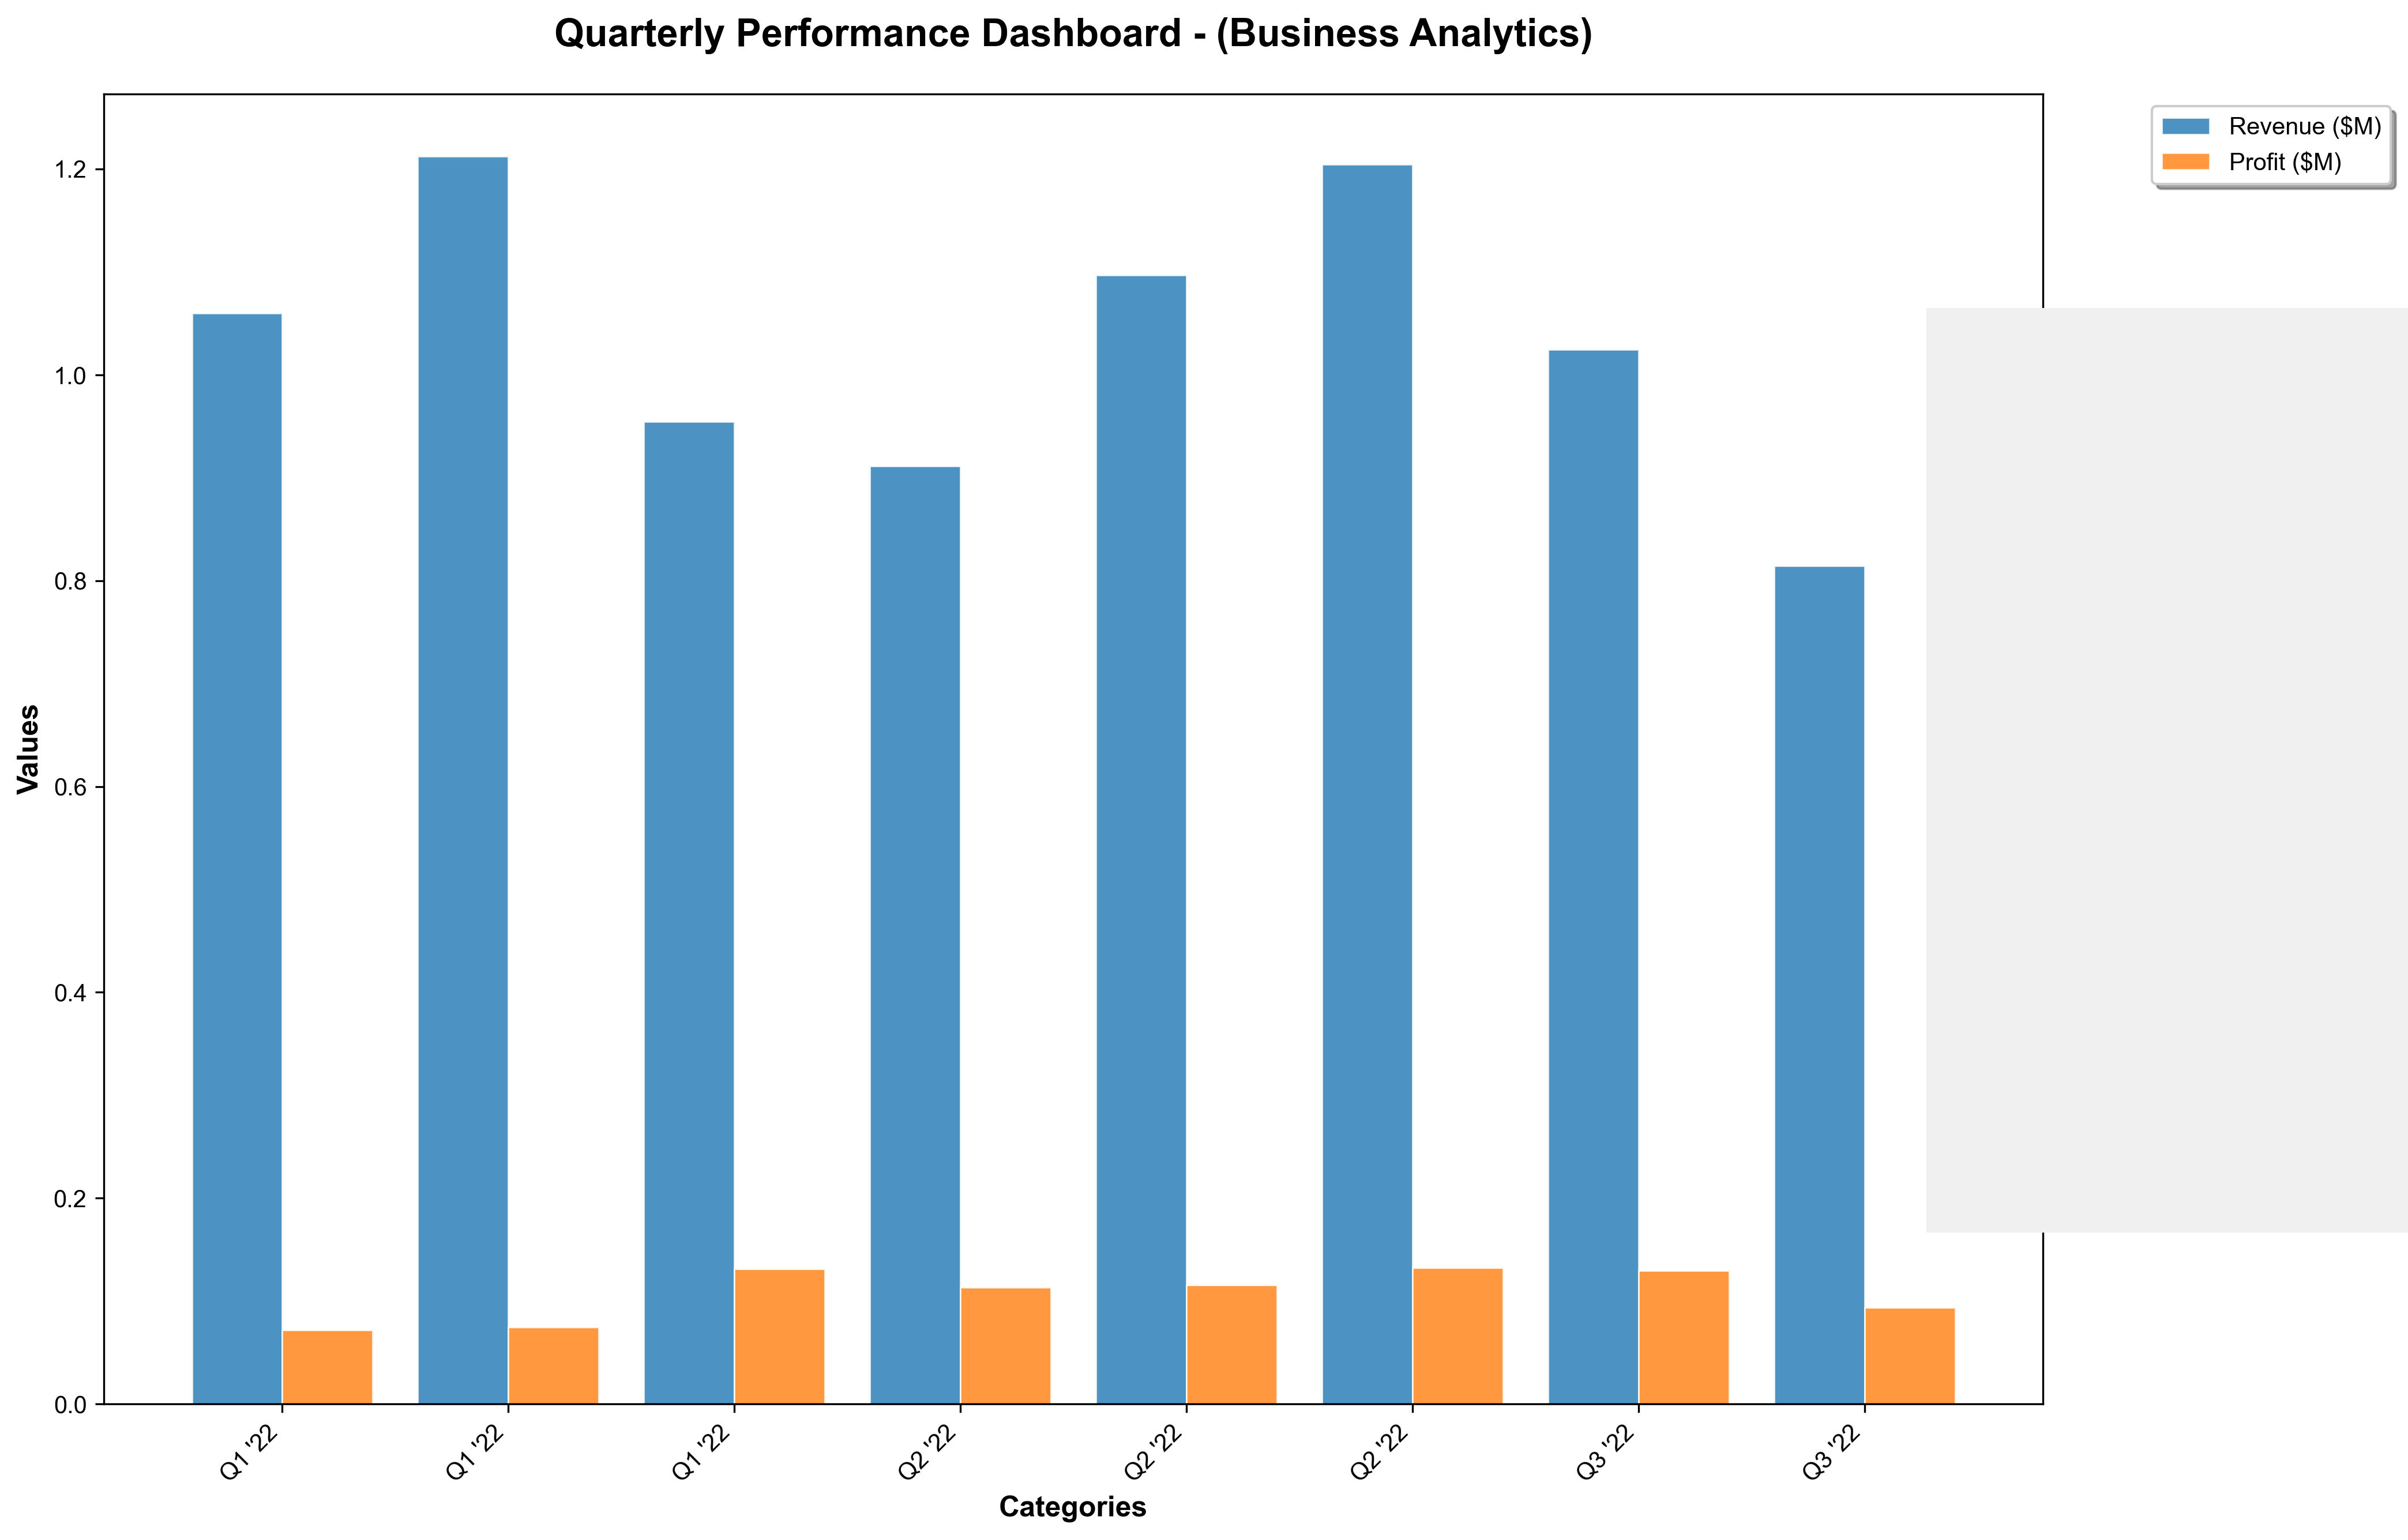 Quarterly Performance Dashboard - (Business Analytics)
Revenue ($M)
Profit ($M)
Values
1.2
1.0
0.8
0.6
0.4
0.2
0.0
Q1 '22
Q1 '22
Q1 '22
Q2 '22
Q2 '22
Q2 '22
Q3 '22
Q3 '22
Categories